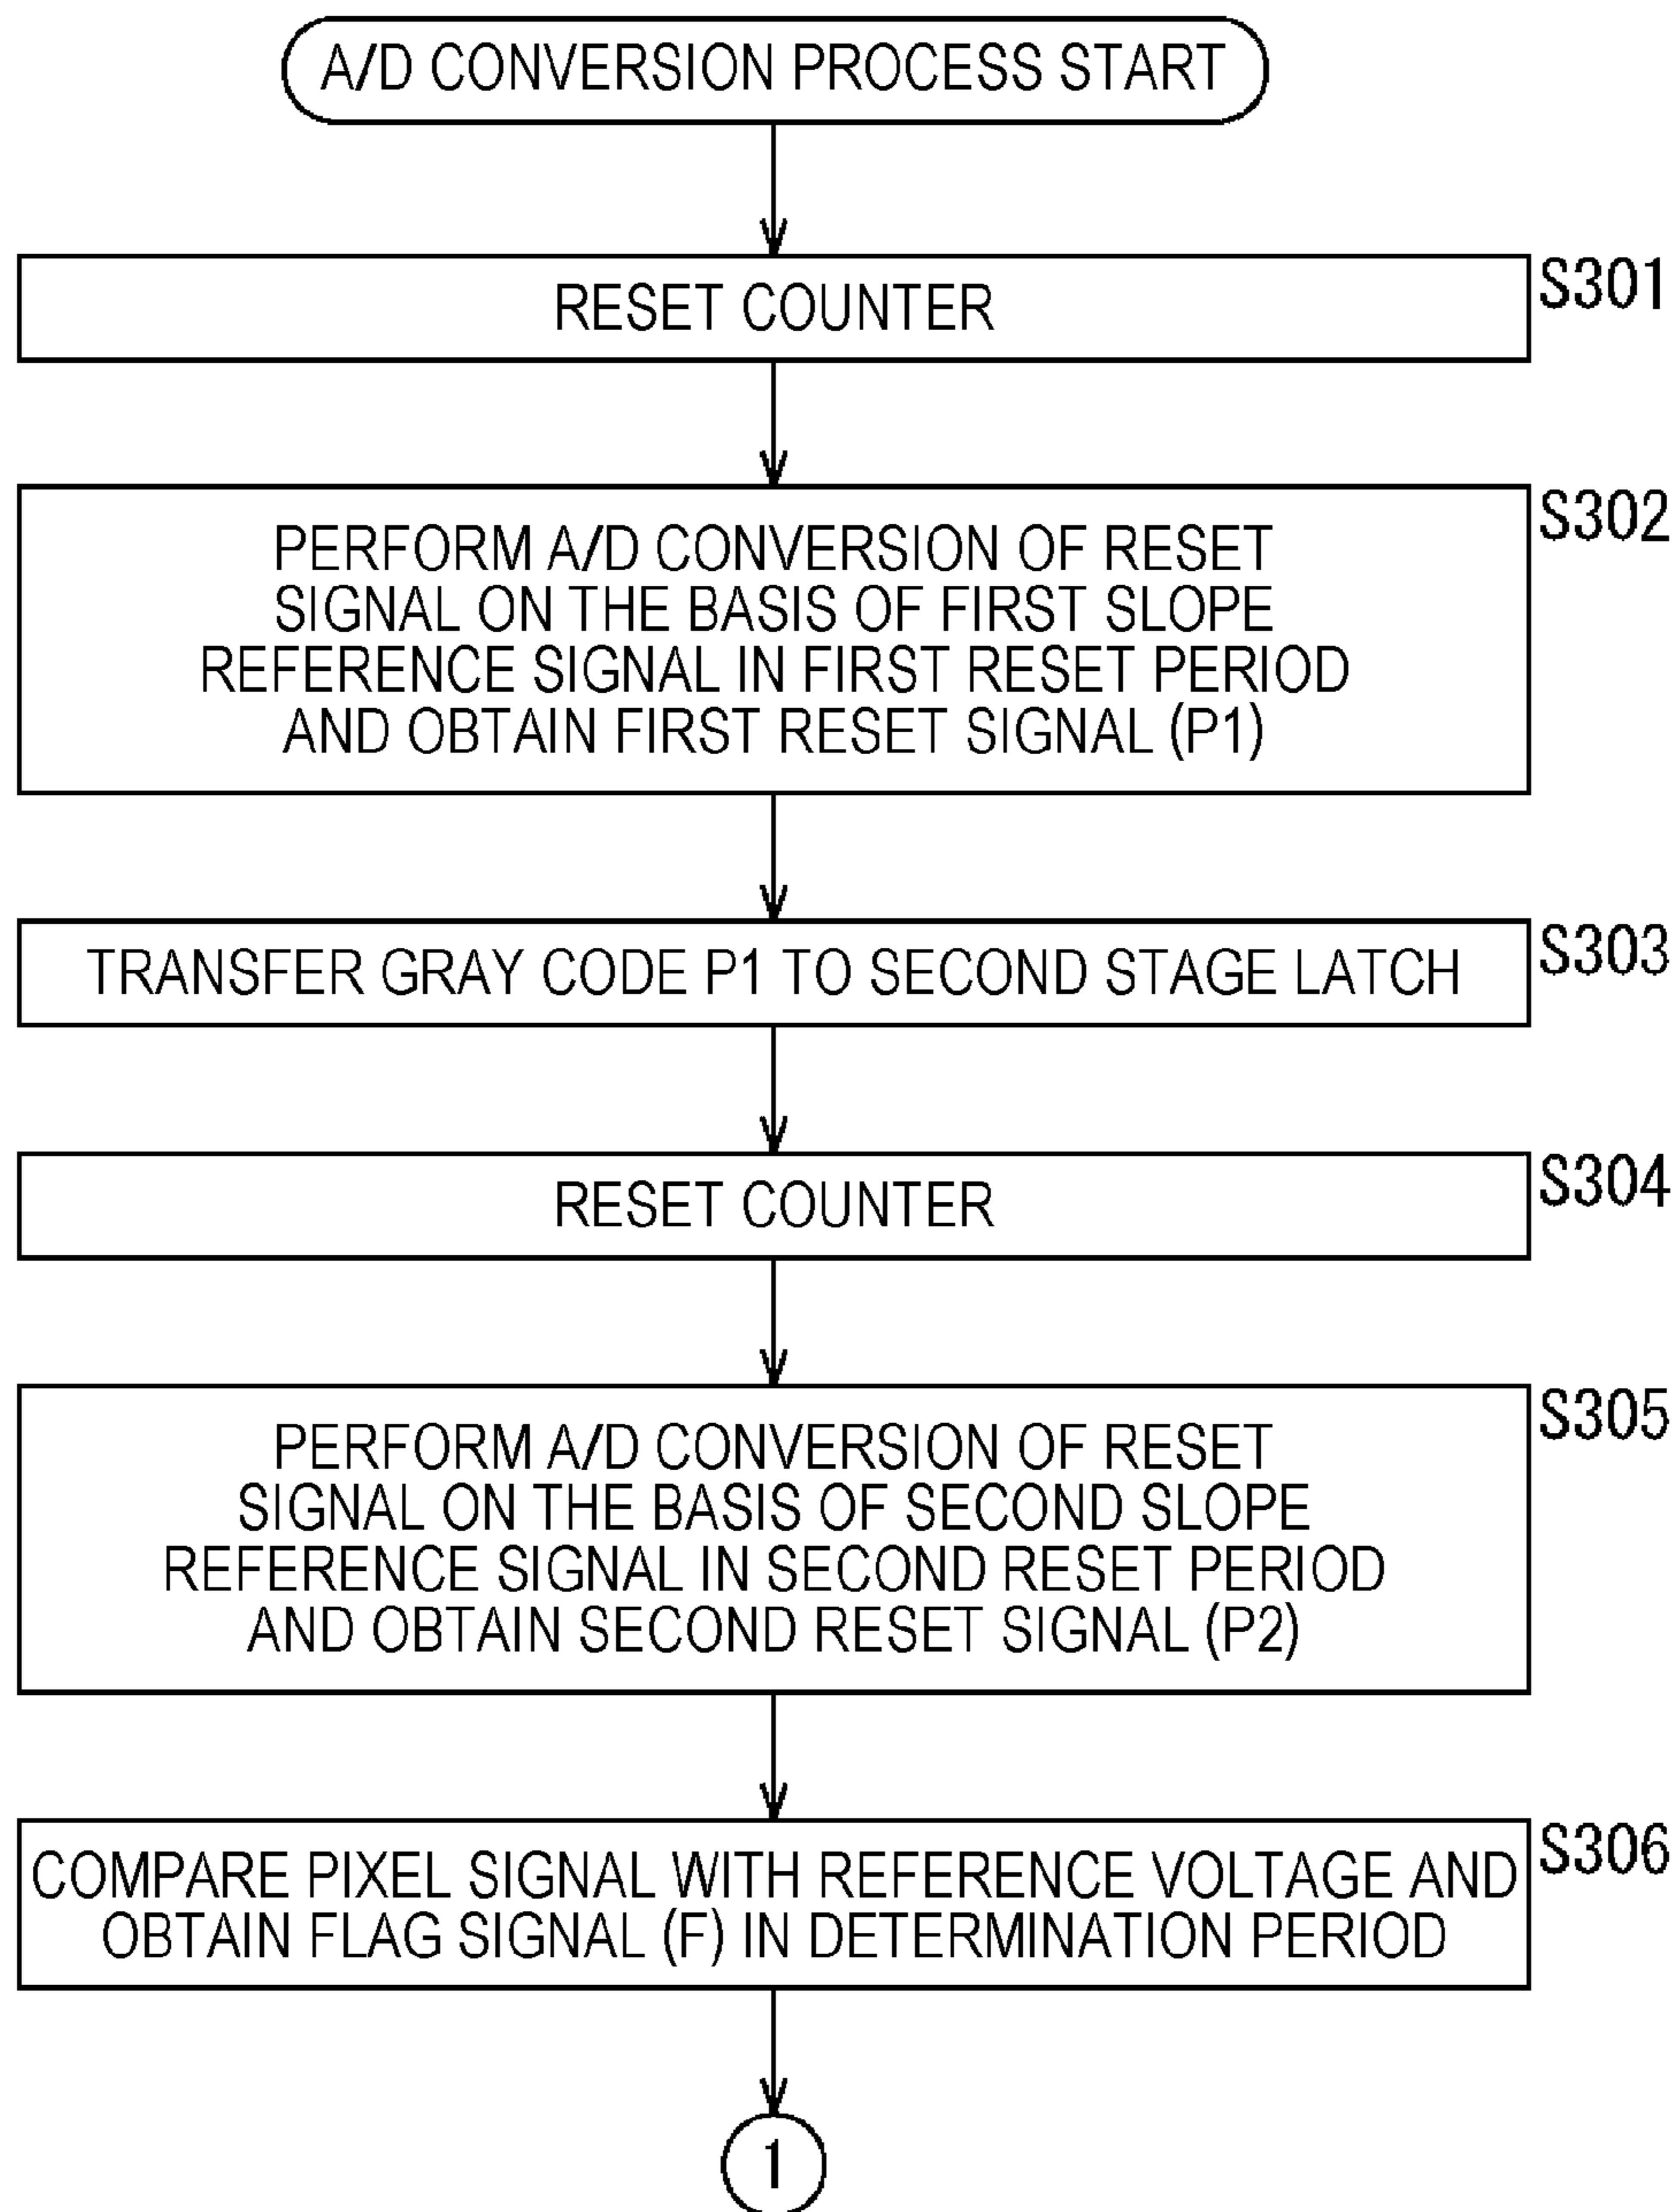 A/D CONVERSION PROCESS START
RESET COUNTER
S301
PERFORM A/D CONVERSION OF RESET
SIGNAL ON THE BASIS OF FIRST SLOPE
REFERENCE SIGNAL IN FIRST RESET PERIOD
AND OBTAIN FIRST RESET SIGNAL (P1)
S302
TRANSFER GRAY CODE P1 TO SECOND STAGE LATCH
S303
RESET COUNTER
S304
PERFORM A/D CONVERSION OF RESET
SIGNAL ON THE BASIS OF SECOND SLOPE
REFERENCE SIGNAL IN SECOND RESET PERIOD
AND OBTAIN SECOND RESET SIGNAL (P2)
S305
COMPARE PIXEL SIGNAL WITH REFERENCE VOLTAGE AND
OBTAIN FLAG SIGNAL (F) IN DETERMINATION PERIOD
S306
1